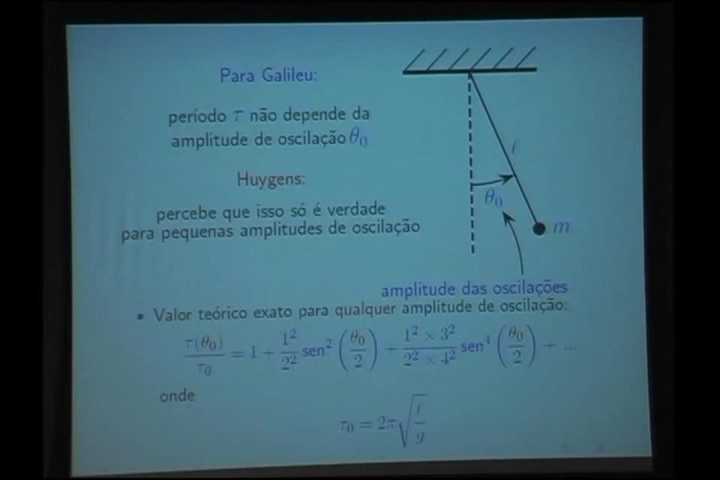 Para Galileu:
período τ não depende da
amplitude de oscilação θ₀
Huygens:
percebe que isso só é verdade
para pequenas amplitudes de oscilação
ℓ
θ₀
m
amplitude das oscilações
• Valor teórico exato para qualquer amplitude de oscilação:
τ(θ₀)/τ₀ = 1 + 1²/2² sen² (θ₀/2) + 1² × 3²/2² × 4² sen⁴ (θ₀/2) + ...
onde
τ₀ = 2π√(ℓ/g)